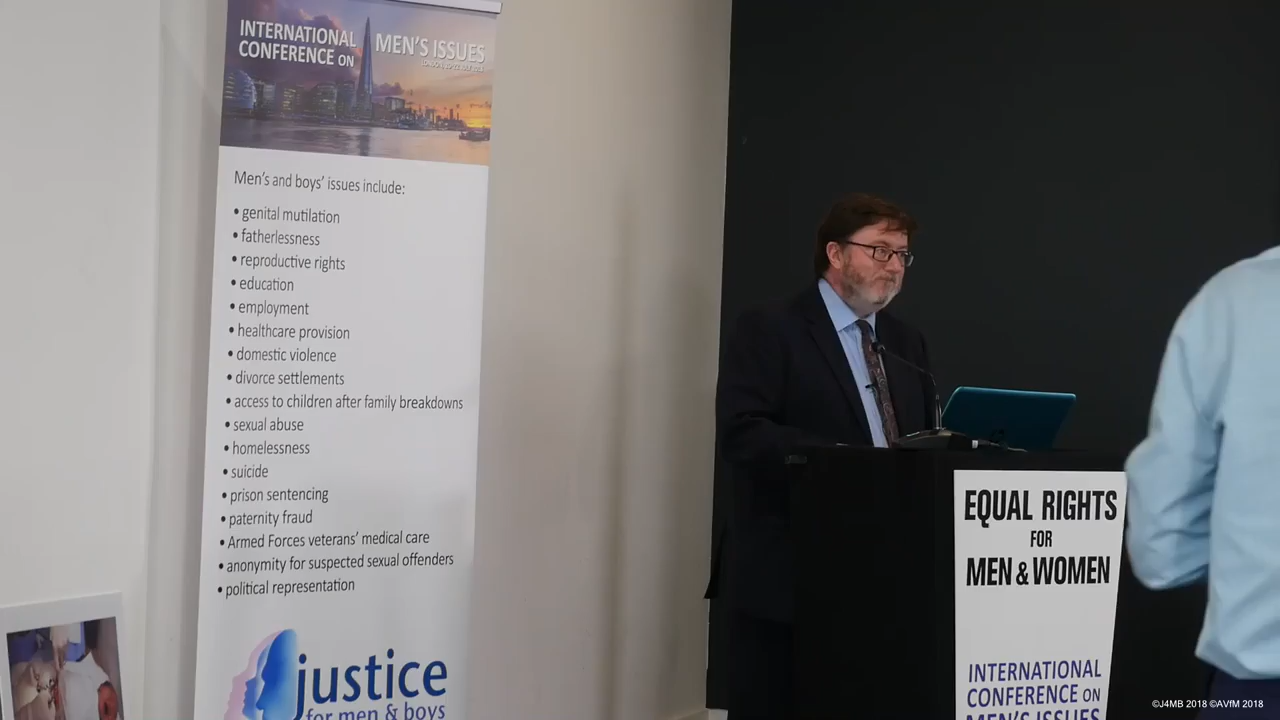 INTERNATIONAL
CONFERENCE ON
MEN'S ISSUES
Men's and boys' issues include:
• genital mutilation
• fatherlessness
• reproductive rights
• education
• employment
• healthcare provision
• domestic violence
• divorce settlements
• access to children after family breakdowns
• sexual abuse
• homelessness
• suicide
• prison sentencing
• paternity fraud
• Armed Forces veterans' medical care
• anonymity for suspected sexual offenders
• political representation
justice
for men & boys
EQUAL RIGHTS
FOR
MEN & WOMEN
INTERNATIONAL
CONFERENCE ON
MEN'S ISSUES
©J4MB 2018 ©AVfM 2018